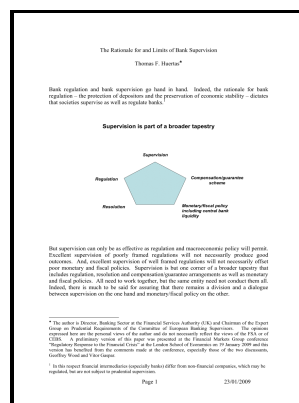 The Rationale for and Limits of Bank Supervision
Thomas F. Huertas*
Bank regulation and bank supervision go hand in hand. Indeed, the rationale for bank
regulation – the protection of depositors and the preservation of economic stability – dictates
that societies supervise as well as regulate banks.¹
Supervision is part of a broader tapestry
Supervision
Regulation
Compensation/guarantee
scheme
Resolution
Monetary/fiscal policy
including central bank
liquidity
But supervision can only be as effective as regulation and macroeconomic policy will permit.
Excellent supervision of poorly framed regulations will not necessarily produce good
outcomes. And, excellent supervision of well framed regulations will not necessarily offset
poor monetary and fiscal policies. Supervision is but one corner of a broader tapestry that
includes regulation, resolution and compensation/guarantee arrangements as well as monetary
and fiscal policies. All need to work together, but the same entity need not conduct them all.
Indeed, there is much to be said for assuring that there remains a division and a dialogue
between supervision on the one hand and monetary/fiscal policy on the other.
* The author is Director, Banking Sector at the Financial Services Authority (UK) and Chairman of the Expert
Group on Prudential Requirements of the Committee of European Banking Supervisors. The opinions
expressed here are the personal views of the author and do not necessarily reflect the views of the FSA or of
CEBS. A preliminary version of this paper was presented at the Financial Markets Group conference
"Regulatory Response to the Financial Crisis" at the London School of Economics on 19 January 2009 and this
version has benefited from the comments made at the conference, especially those of the two discussants,
Geoffrey Wood and Vitor Gaspar.
¹ In this respect financial intermediaries (especially banks) differ from non-financial companies, which may be
regulated, but are not subject to prudential supervision.
Page 1
23/01/2009